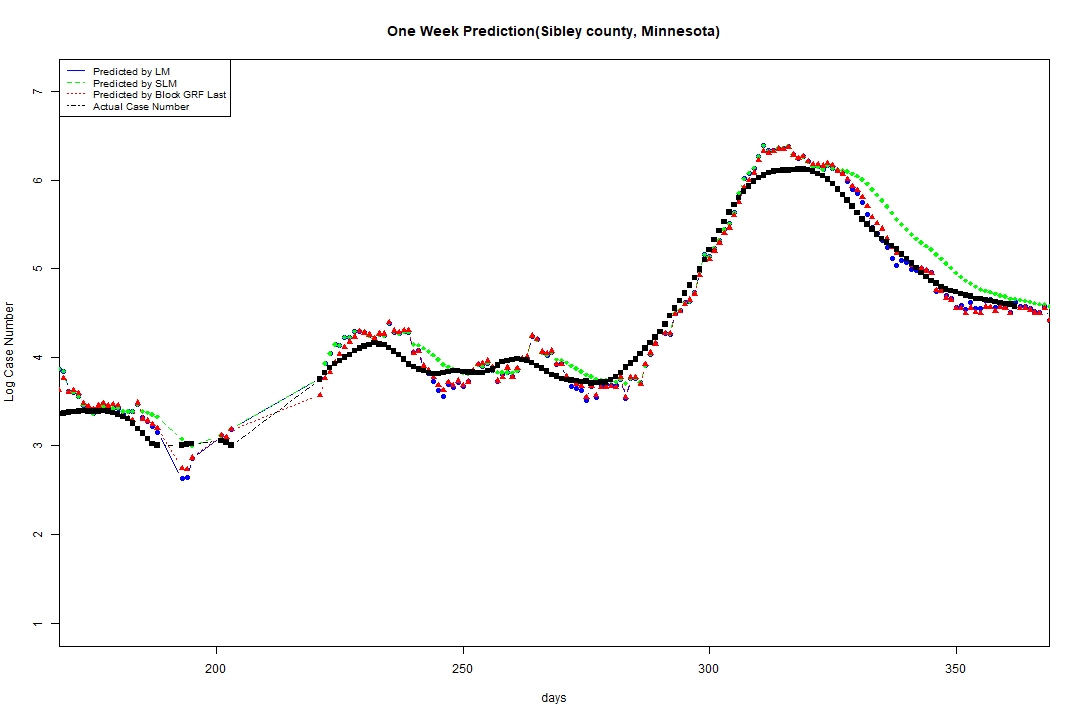 One Week Prediction(Sibley county, Minnesota)
Predicted by LM
Predicted by SLM
Predicted by Block GRF Last
Actual Case Number
Log Case Number
7
6
5
4
3
2
1
200
250
300
350
days